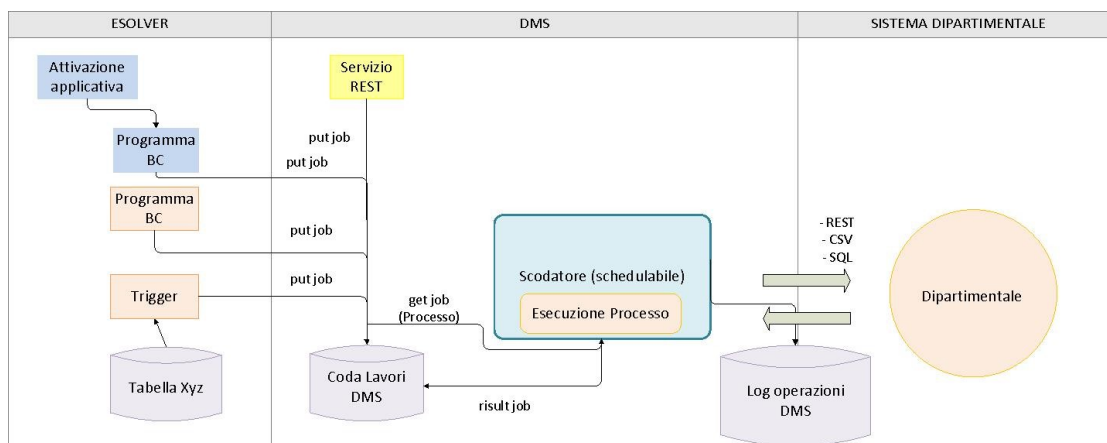 ESOLVER
DMS
SISTEMA DIPARTIMENTALE
Attivazione
applicativa
Servizio
REST
Programma
BC
put job
put job
Programma
BC
put job
- REST
- CSV
- SQL
Scodatore (schedulabile)
put job
Trigger
get job
(Processo)
Esecuzione Processo
Dipartimentale
Tabella Xyz
Coda Lavori
DMS
risult job
Log operazioni
DMS